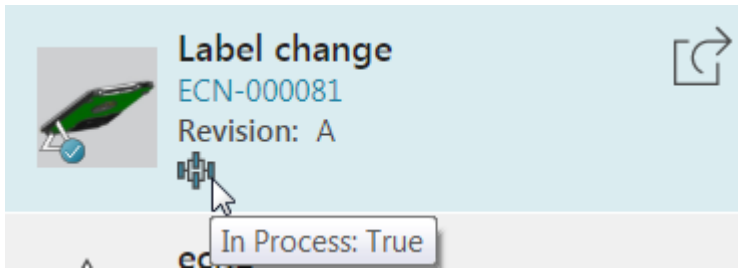 Label change
ECN-000081
Revision: A
In Process: True